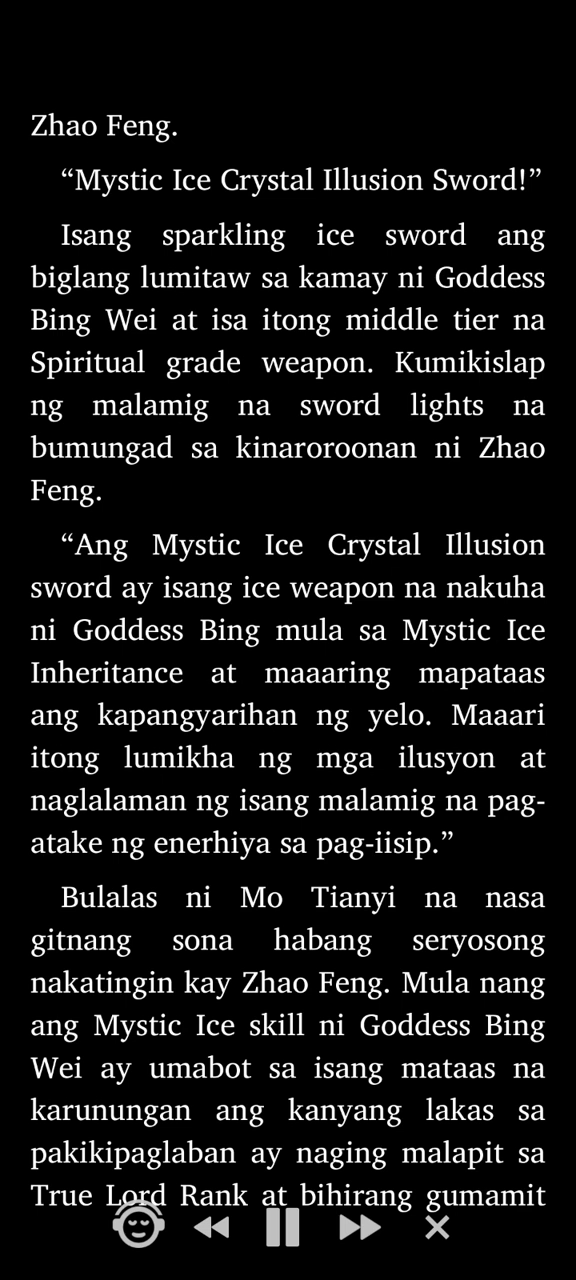 Zhao Feng.
“Mystic Ice Crystal Illusion Sword!”
Isang sparkling ice sword ang
biglang lumitaw sa kamay ni Goddess
Bing Wei at isa itong middle tier na
Spiritual grade weapon. Kumikislap
ng malamig na sword lights na
bumungad sa kinaroroonan ni Zhao
Feng.
“Ang Mystic Ice Crystal Illusion
sword ay isang ice weapon na nakuha
ni Goddess Bing mula sa Mystic Ice
Inheritance at maaaring mapataas
ang kapangyarihan ng yelo. Maaari
itong lumikha ng mga ilusyon at
naglalaman ng isang malamig na pag-
atake ng enerhiya sa pag-iisip.”
Bulalas ni Mo Tianyi na nasa
gitnang sona habang seryosong
nakatingin kay Zhao Feng. Mula nang
ang Mystic Ice skill ni Goddess Bing
Wei ay umabot sa isang mataas na
karunungan ang kanyang lakas sa
pakikipaglaban ay naging malapit sa
True Lord Rank at bihirang gumamit